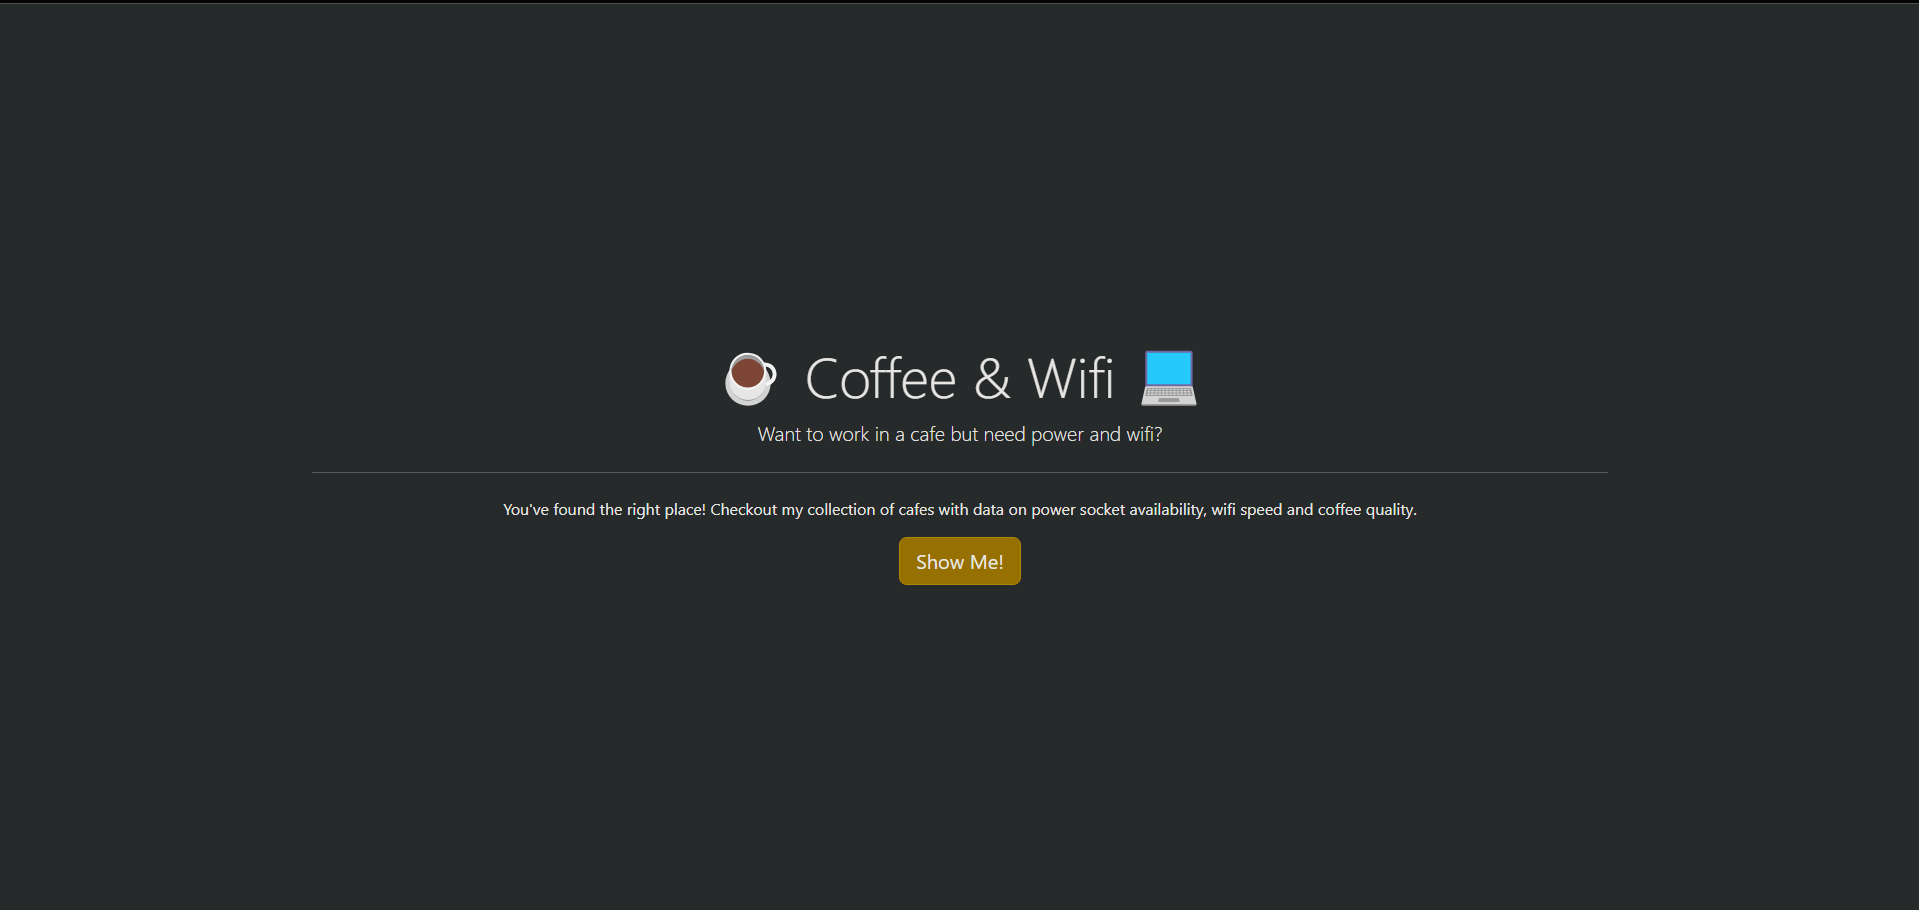 ☕ Coffee & Wifi 💻
Want to work in a cafe but need power and wifi?
You've found the right place! Checkout my collection of cafes with data on power socket availability, wifi speed and coffee quality.
Show Me!